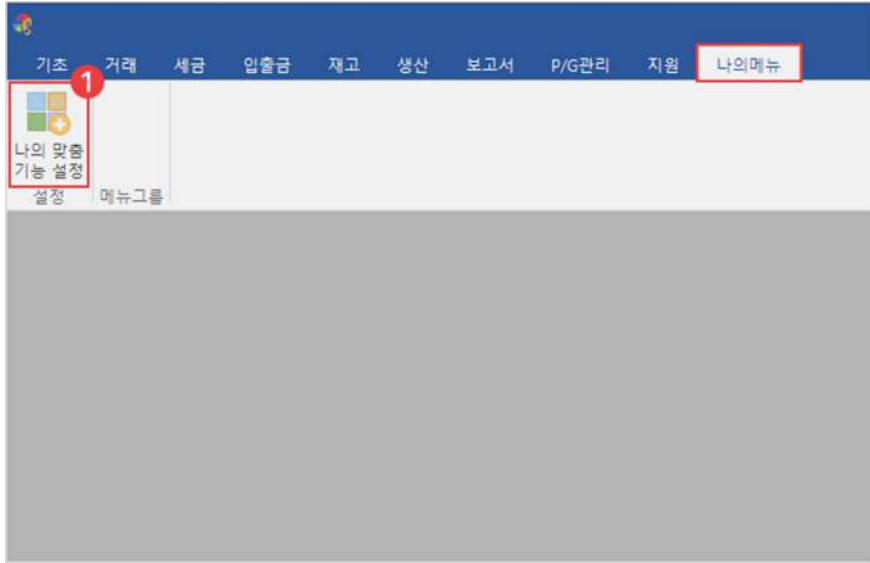 기초 거래 세금 입출금 재고 생산 보고서 P/G관리 지원 나의메뉴
1
나의 맞춤
기능 설정
설정 메뉴그룹